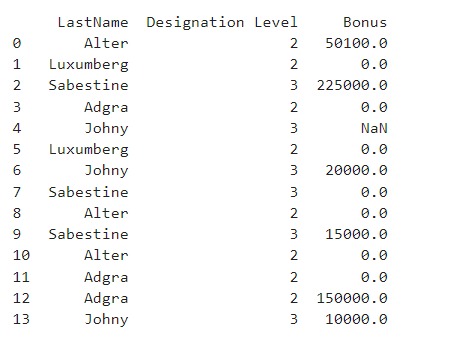 LastName Designation Level Bonus
0 Alter 2 50100.0
1 Luxumberg 2 0.0
2 Sabestine 3 225000.0
3 Adgra 2 0.0
4 Johny 3 NaN
5 Luxumberg 2 0.0
6 Johny 3 20000.0
7 Sabestine 3 0.0
8 Alter 2 0.0
9 Sabestine 3 15000.0
10 Alter 2 0.0
11 Adgra 2 0.0
12 Adgra 2 150000.0
13 Johny 3 10000.0